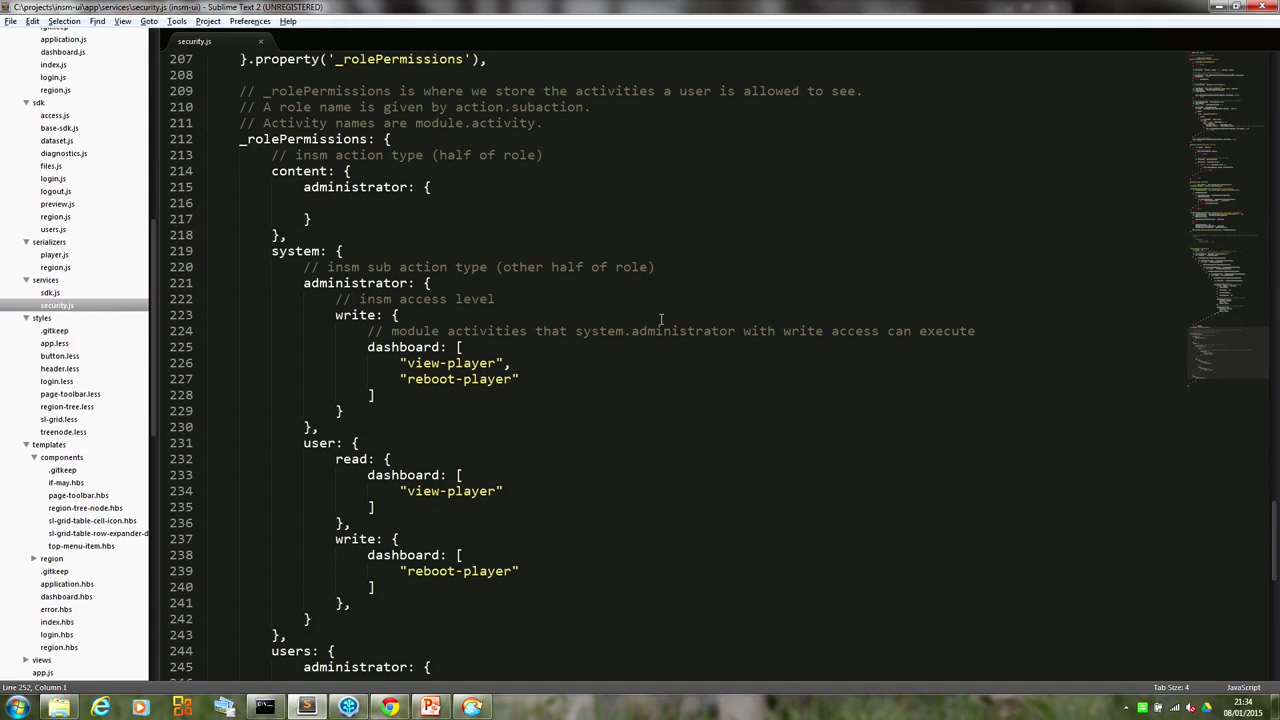 C:\projects\insm-ui\app\services\security.js (insm-ui) - Sublime Text 2 (UNREGISTERED)
File Edit Selection Find View Goto Tools Project Preferences Help
.gitkeep
application.js
dashboard.js
index.js
login.js
region.js
sdk
access.js
base-sdk.js
dataset.js
diagnostics.js
files.js
login.js
logout.js
preview.js
region.js
users.js
serializers
player.js
region.js
services
sdk.js
security.js
styles
.gitkeep
app.less
button.less
header.less
login.less
page-toolbar.less
region-tree.less
sl-grid.less
treenode.less
templates
components
.gitkeep
if-may.hbs
page-toolbar.hbs
region-tree-node.hbs
sl-grid-table-cell-icon.hbs
sl-grid-table-row-expander-d
top-menu-item.hbs
region
.gitkeep
application.hbs
dashboard.hbs
error.hbs
index.hbs
login.hbs
region.hbs
views
app.js
security.js
207 }.property('_rolePermissions'),
208
209 // _rolePermissions is where we give the activities a user is allowed to see.
210 // A role name is given by action.section.
211 // Activity names are module.activity
212 _rolePermissions: {
213 // insm action type (half of role)
214 content: {
215 administrator: {
216
217 }
218 },
219 system: {
220 // insm sub action type half of role)
221 administrator: {
222 //insm access level
223 write: {
224 // module activities that system.administrator with write access can execute
225 dashboard: [
226 "view-player",
227 "reboot-player"
228 ]
229 }
230 },
231 user: {
232 read: {
233 dashboard: [
234 "view-player"
235 ]
236 },
237 write: {
238 dashboard: [
239 "reboot-player"
240 ]
241 },
242 }
243 },
244 users: {
245 administrator: {
Line 252, Column 1
Tab Size: 4
JavaScript
21:34
08/01/2015